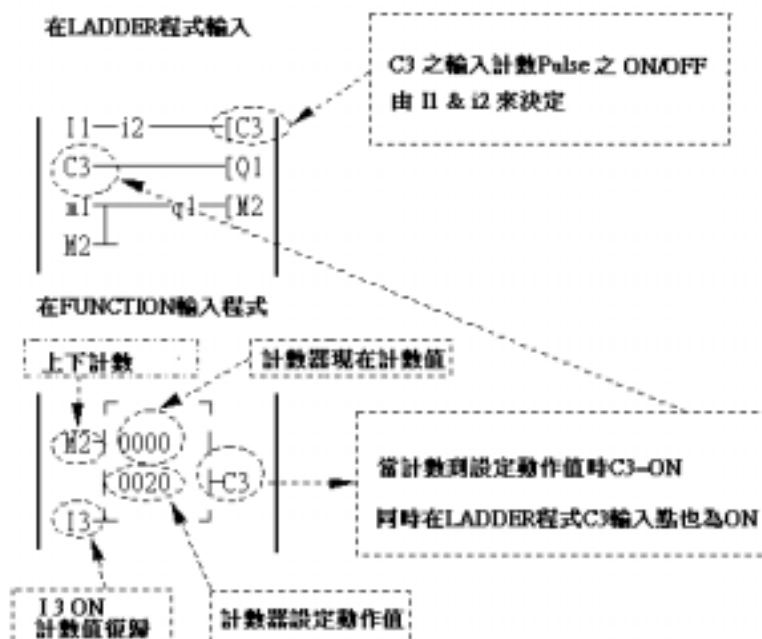 在LADDER程式輸入
C3 之輸入計數Pulse 之 ON/OFF
由 I1 & i2 來決定
I1 i2 [C3
C3 [Q1
m1 q1 [M2
M2
在FUNCTION輸入程式
上下計數
計數器現在計數值
M2 0000
0020 C3
I3
當計數到設定動作值時C3-ON
同時在LADDER程式C3輸入點也為ON
I 3 ON
計數值復歸
計數器設定動作值